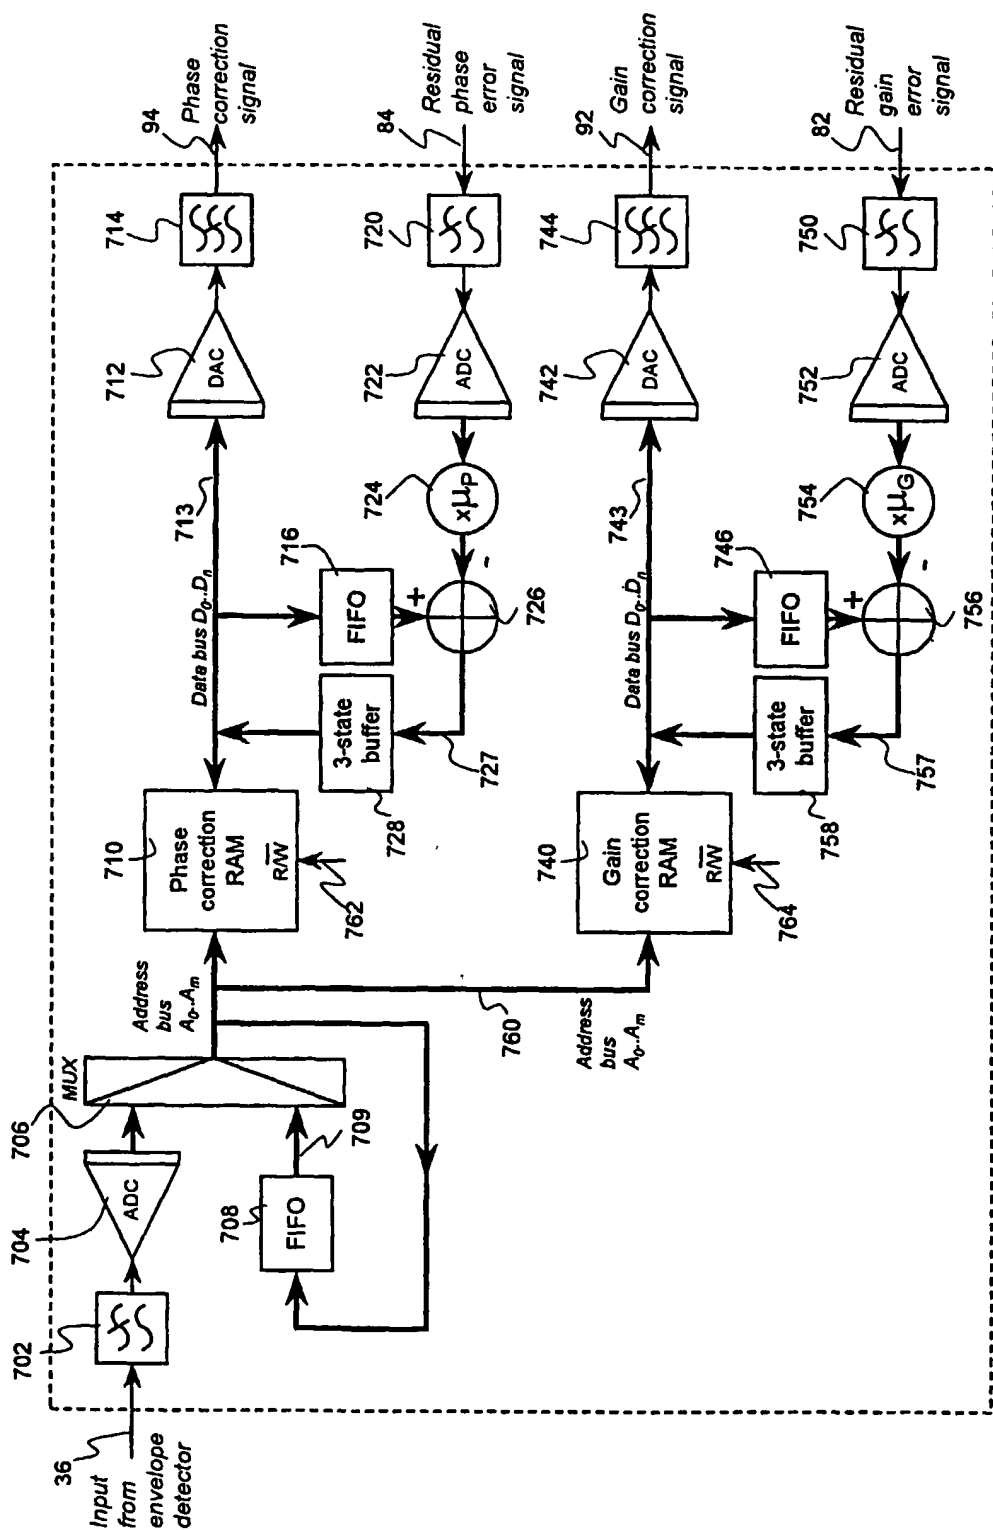 36
Input
from
envelope
detector
702
704
ADC
706
MUX
708
FIFO
709
Address
bus
A0..Am
760
Address
bus
A0..Am
710
Phase
correction
RAM
R/W̅
762
Data bus D0..Dn
713
712
DAC
714
94
Phase
correction
signal
716
FIFO
728
3-state
buffer
727
726
+
-
724
xμP
722
ADC
720
84
Residual
phase
error
signal
740
Gain
correction
RAM
R/W̅
764
Data bus D0..Dn
743
742
DAC
744
92
Gain
correction
signal
746
FIFO
758
3-state
buffer
757
756
+
-
754
xμG
752
ADC
750
82
Residual
gain
error
signal